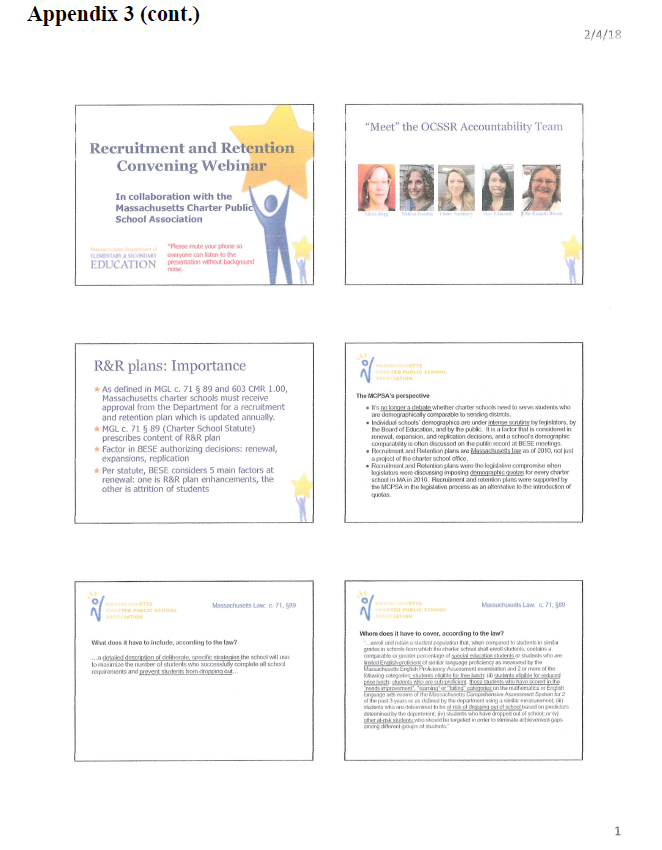 Appendix 3 (cont.)
2/4/18
Recruitment and Retention
Convening Webinar
In collaboration with the
Massachusetts Charter Public
School Association
Massachusetts Department of
ELEMENTARY & SECONDARY
EDUCATION
*Please mute your phone so
everyone can listen to the
presentation without background
noise.
"Meet" the OCSSR Accountability Team
R&R plans: Importance
As defined in MGL c. 71 § 89 and 603 CMR 1.00,
Massachusetts charter schools must receive
approval from the Department for a recruitment
and retention plan which is updated annually.
MGL c. 71 § 89 (Charter School Statute)
prescribes content of R&R plan
Factor in BESE authorizing decisions: renewal,
expansions, replication
Per statute, BESE considers 5 main factors at
renewal: one is R&R plan enhancements, the
other is attrition of students
MASSACHUSETTS
CHARTER PUBLIC SCHOOL
ASSOCIATION
The MCPSA's perspective
● It's no longer a debate whether charter schools need to serve students who
are demographically comparable to sending districts.
● Individual schools' demographics are under intense scrutiny by legislators, by
the Board of Education, and by the public. It is a factor that is considered in
renewal, expansion, and replication decisions, and a school's demographic
comparability is often discussed on the public record at BESE meetings.
● Recruitment and Retention plans are Massachusetts law as of 2010, not just
a project of the charter school office.
● Recruitment and Retention plans were the legislative compromise when
legislators were discussing imposing demographic quotas for every charter
school in MA in 2010. Recruitment and retention plans were supported by
the MCPSA in the legislative process as an alternative to the introduction of
quotas.
MASSACHUSETTS
CHARTER PUBLIC SCHOOL
ASSOCIATION
Massachusetts Law: c. 71, §89
What does it have to include, according to the law?
…a detailed description of deliberate, specific strategies the school will use
to maximize the number of students who successfully complete all school
requirements and prevent students from dropping out…
MASSACHUSETTS
CHARTER PUBLIC SCHOOL
ASSOCIATION
Massachusetts Law: c. 71, §89
Whom does it have to cover, according to the law?
"…enroll and retain a student population that, when compared to students in similar
grades in schools from which the charter school shall enroll students, contains a
comparable or greater percentage of special education students or students who are
limited English-proficient of similar language proficiency as measured by the
Massachusetts English Proficiency Assessment examination and 2 or more of the
following categories: students eligible for free lunch; (ii) students eligible for reduced
price lunch; students who are sub-proficient, those students who have scored in the
"needs improvement", "warning" or "failing" categories on the mathematics or English
language arts exams of the Massachusetts Comprehensive Assessment System for 2
of the past 3 years or as defined by the department using a similar measurement; (iii)
students who are determined to be at risk of dropping out of school based on predictors
determined by the department; (iv) students who have dropped out of school; or (v)
other at-risk students who should be targeted in order to eliminate achievement gaps
among different groups of students."
1